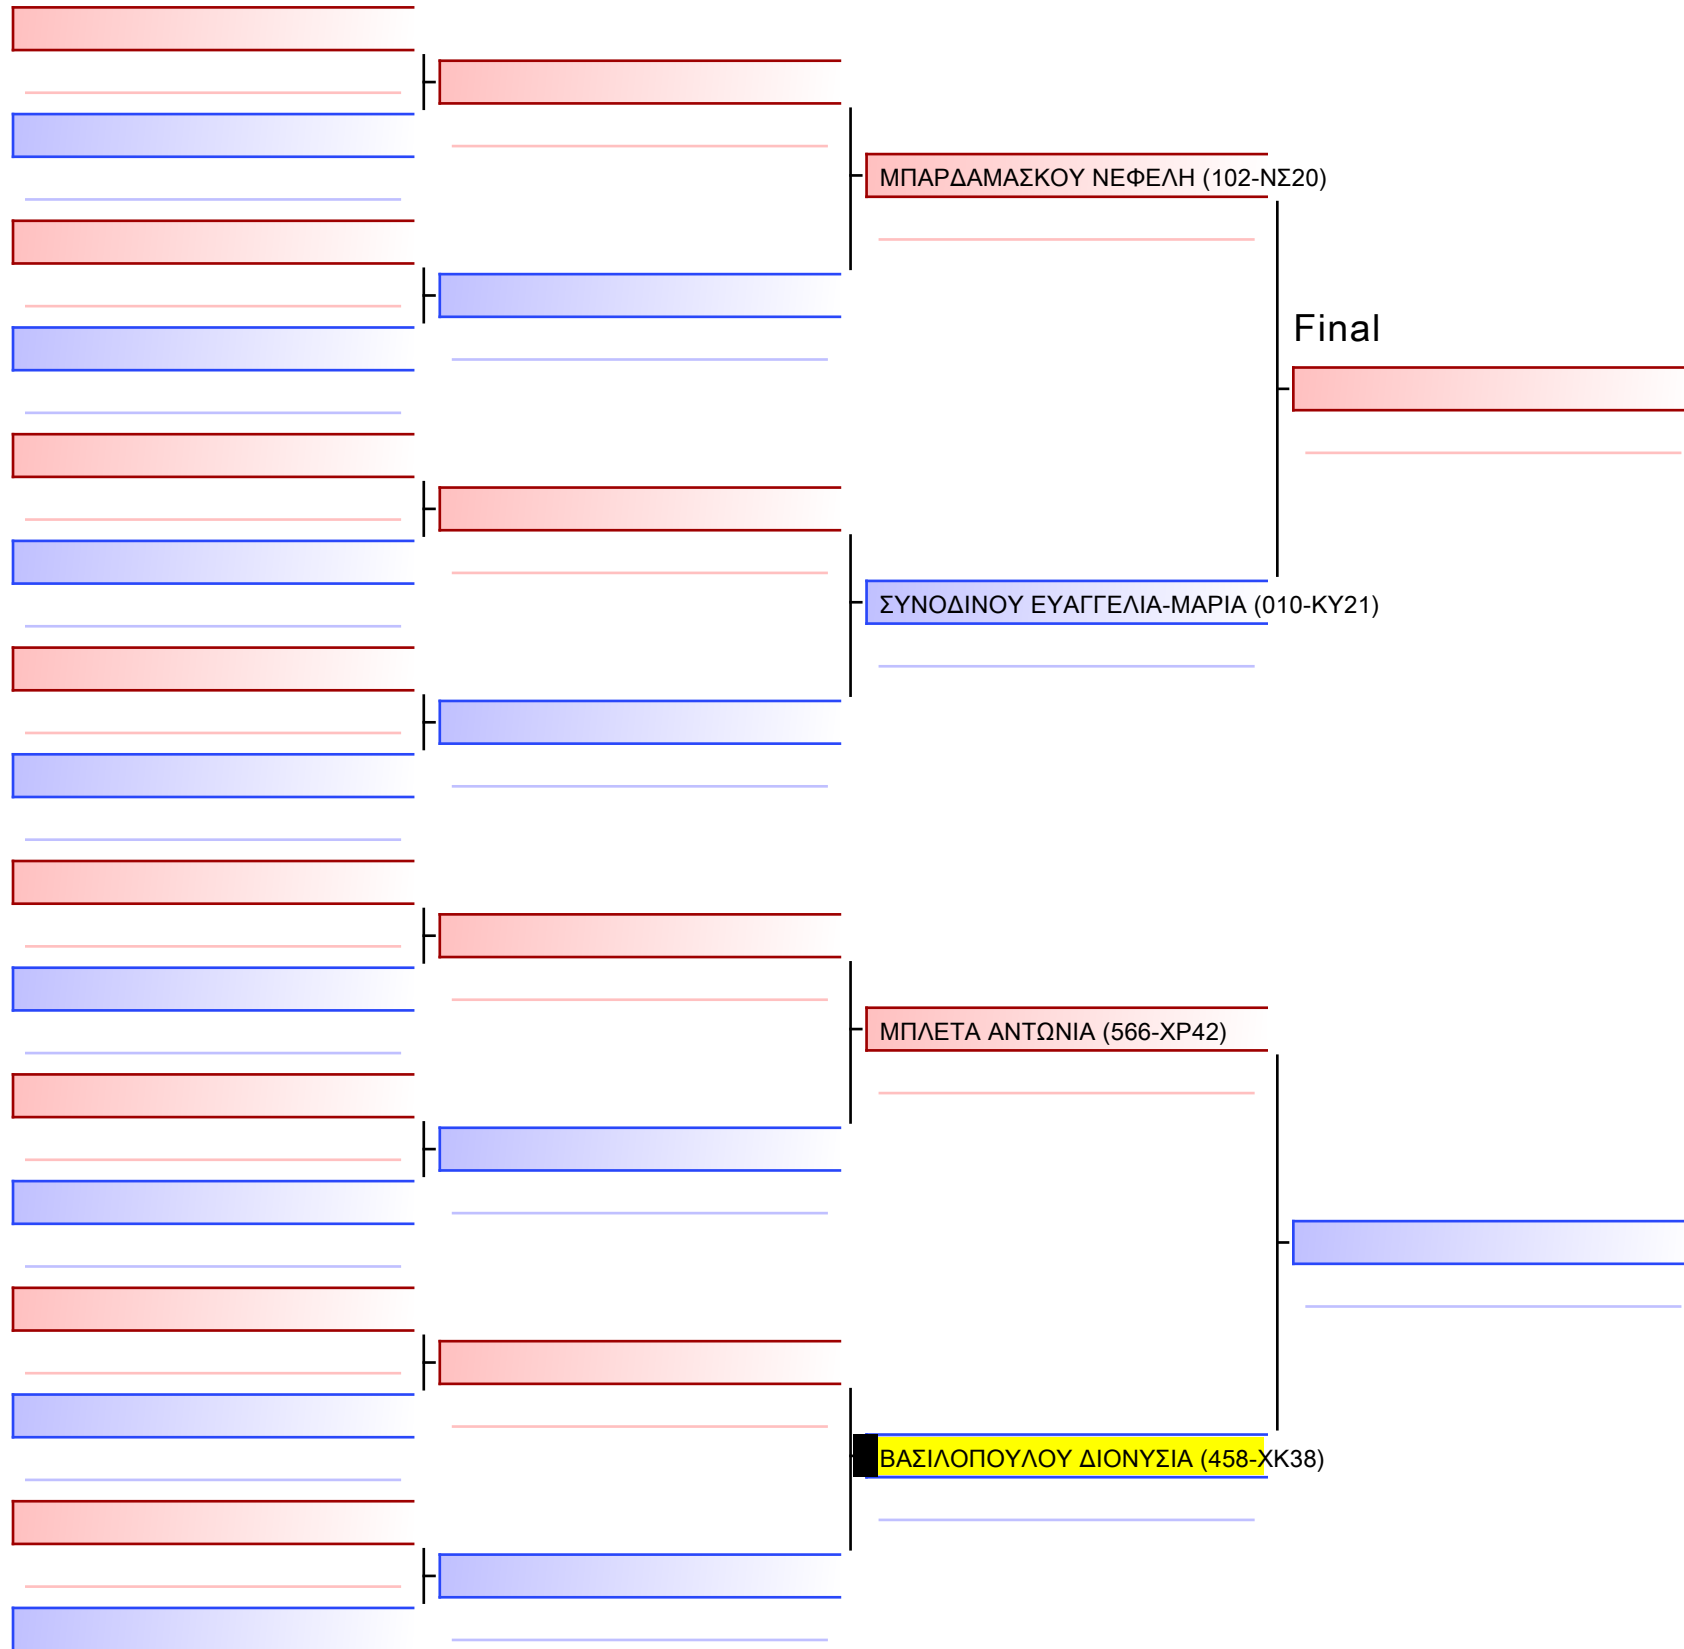 ΜΠΑΡΔΑΜΑΣΚΟΥ ΝΕΦΕΛΗ (102-ΝΣ20)
Final
ΣΥΝΟΔΙΝΟΥ ΕΥΑΓΓΕΛΙΑ-ΜΑΡΙΑ (010-ΚΥ21)
ΜΠΛΕΤΑ ΑΝΤΩΝΙΑ (566-ΧΡ42)
ΒΑΣΙΛΟΠΟΥΛΟΥ ΔΙΟΝΥΣΙΑ (458-ΧΚ38)